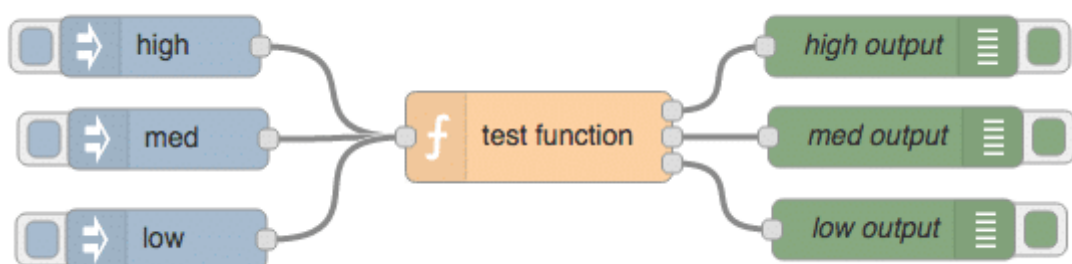 high
med
low
test function
high output
med output
low output